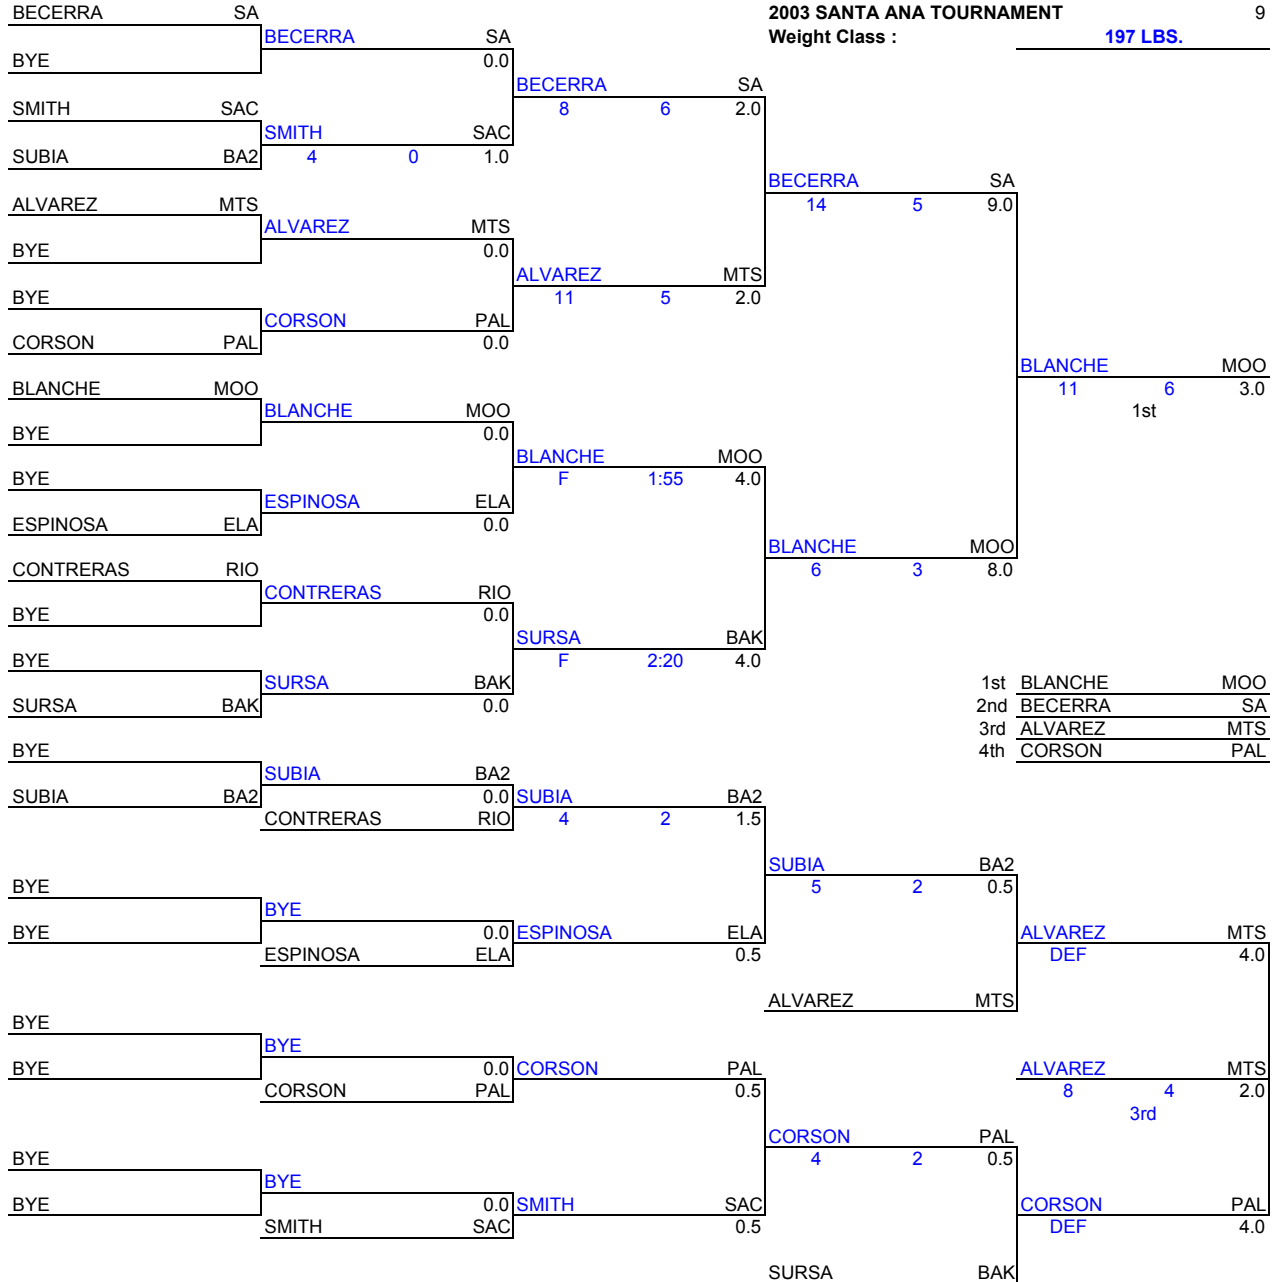 BECERRA SA 2003 SANTA ANA TOURNAMENT 9
BECERRA SA Weight Class : 197 LBS.
BYE 0.0
BECERRA SA
SMITH SAC 8 6 2.0
SMITH SAC
SUBIA BA2 4 0 1.0
BECERRA SA
ALVAREZ MTS 14 5 9.0
ALVAREZ MTS
BYE 0.0
ALVAREZ MTS
BYE 11 5 2.0
CORSON PAL
CORSON PAL 0.0
BLANCHE MOO
BLANCHE MOO 11 6 3.0
BLANCHE MOO 1st
BYE 0.0
BLANCHE MOO
BYE F 1:55 4.0
ESPINOSA ELA
ESPINOSA ELA 0.0
BLANCHE MOO
CONTRERAS RIO 6 3 8.0
CONTRERAS RIO
BYE 0.0
SURSA BAK
BYE F 2:20 4.0
SURSA BAK 1st BLANCHE MOO
SURSA BAK 0.0 2nd BECERRA SA
3rd ALVAREZ MTS
BYE 4th CORSON PAL
SUBIA BA2
SUBIA BA2 0.0 SUBIA BA2
CONTRERAS RIO 4 2 1.5
SUBIA BA2
BYE 5 2 0.5
BYE
BYE 0.0 ESPINOSA ELA ALVAREZ MTS
ESPINOSA ELA 0.5 DEF 4.0
ALVAREZ MTS
BYE
BYE
BYE 0.0 CORSON PAL ALVAREZ MTS
CORSON PAL 0.5 8 4 2.0
3rd
CORSON PAL
BYE 4 2 0.5
BYE
BYE 0.0 SMITH SAC CORSON PAL
SMITH SAC 0.5 DEF 4.0
SURSA BAK